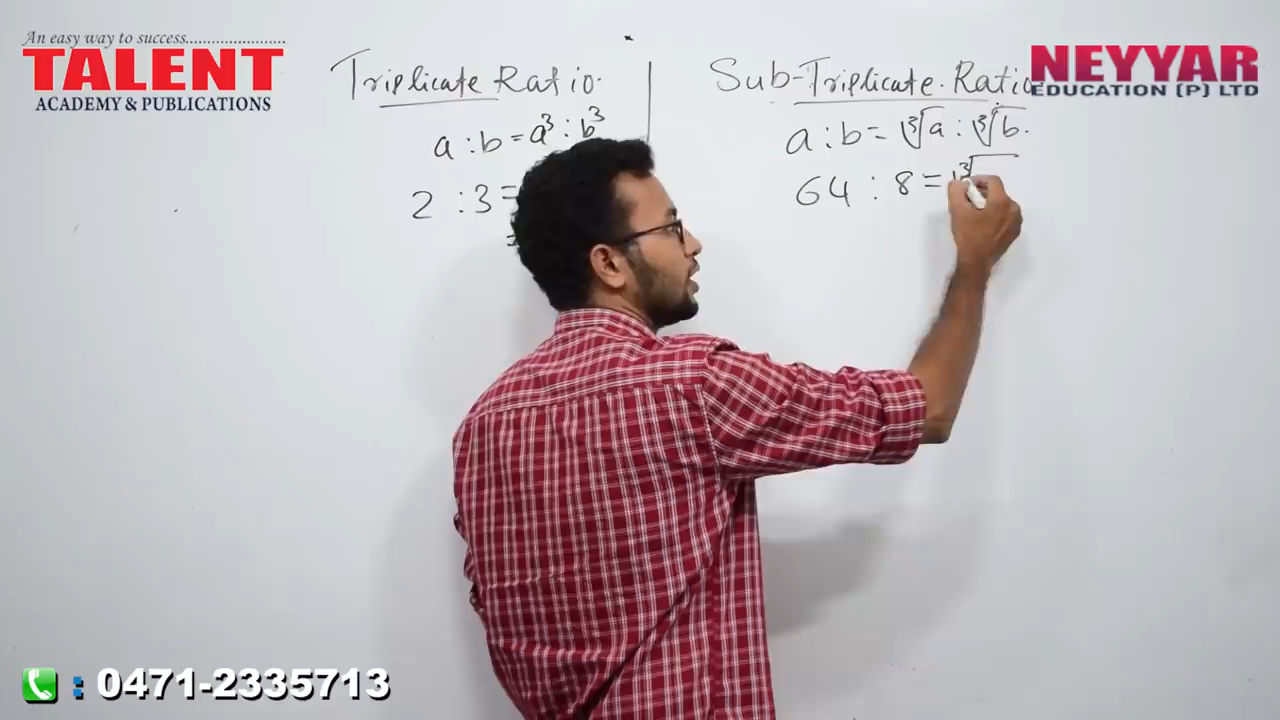 An easy way to success.......................
TALENT
ACADEMY & PUBLICATIONS
NEYYAR
EDUCATION (P) LTD
Triplicate Ratio.
a : b = a³ : b³
2 : 3 =
=
Sub-Triplicate Ratio
a : b = ∛a : ∛b.
64 : 8 = ∛
: 0471-2335713